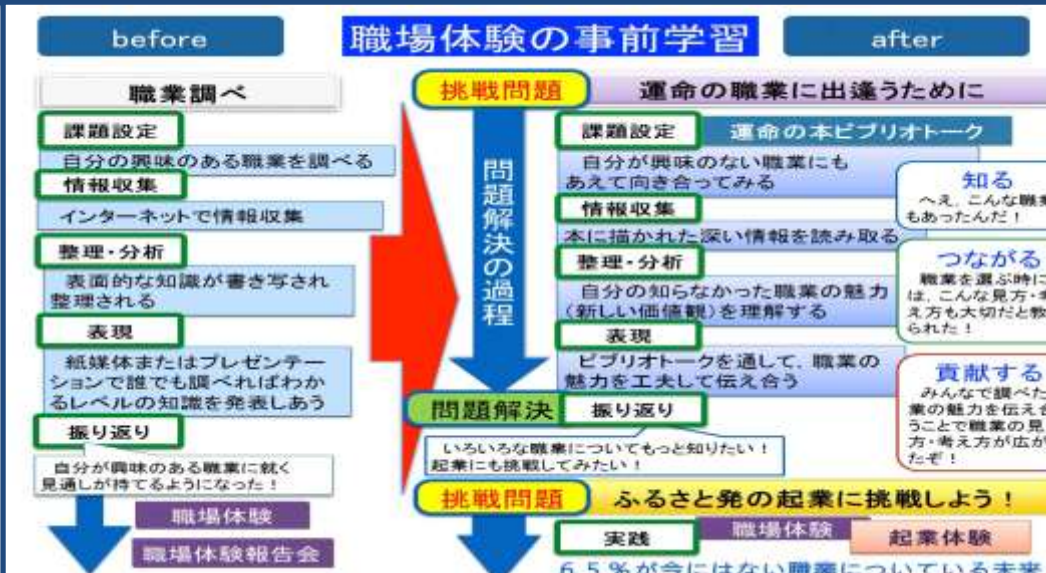 before
職場体験の事前学習
after
職業調べ
課題設定
自分の興味のある職業を調べる
情報収集
インターネットで情報収集
整理・分析
表面的な知識が書き写され
整理される
表現
紙媒体またはプレゼンテー
ションで誰でも調べればわか
るレベルの知識を発表しあう
振り返り
自分が興味のある職業に就く
見通しが持てるようになった！
職場体験
職場体験報告会
挑戦問題
運命の職業に出逢うために
問題解決の過程
課題設定
運命の本ビブリオトーク
自分が興味のない職業にも
あえて向き合ってみる
情報収集
本に描かれた深い情報を読み取る
整理・分析
自分の知らなかった職業の魅力
（新しい価値観）を理解する
表現
ビブリオトークを通して、職業の
魅力を工夫して伝え合う
問題解決
振り返り
いろいろな職業についてもっと知りたい！
起業にも挑戦してみたい！
知る
へえ、こんな職業
もあったんだ！
つながる
職業を選ぶ時に
は、こんな見方・考
え方も大切だと教
られた！
貢献する
みんなで調べた
業の魅力を伝え合
うことで職業の見
方・考え方が広が
たぞ！
挑戦問題
ふるさと発の起業に挑戦しよう！
実践
職場体験
起業体験
65％が今にはない職業についている未来